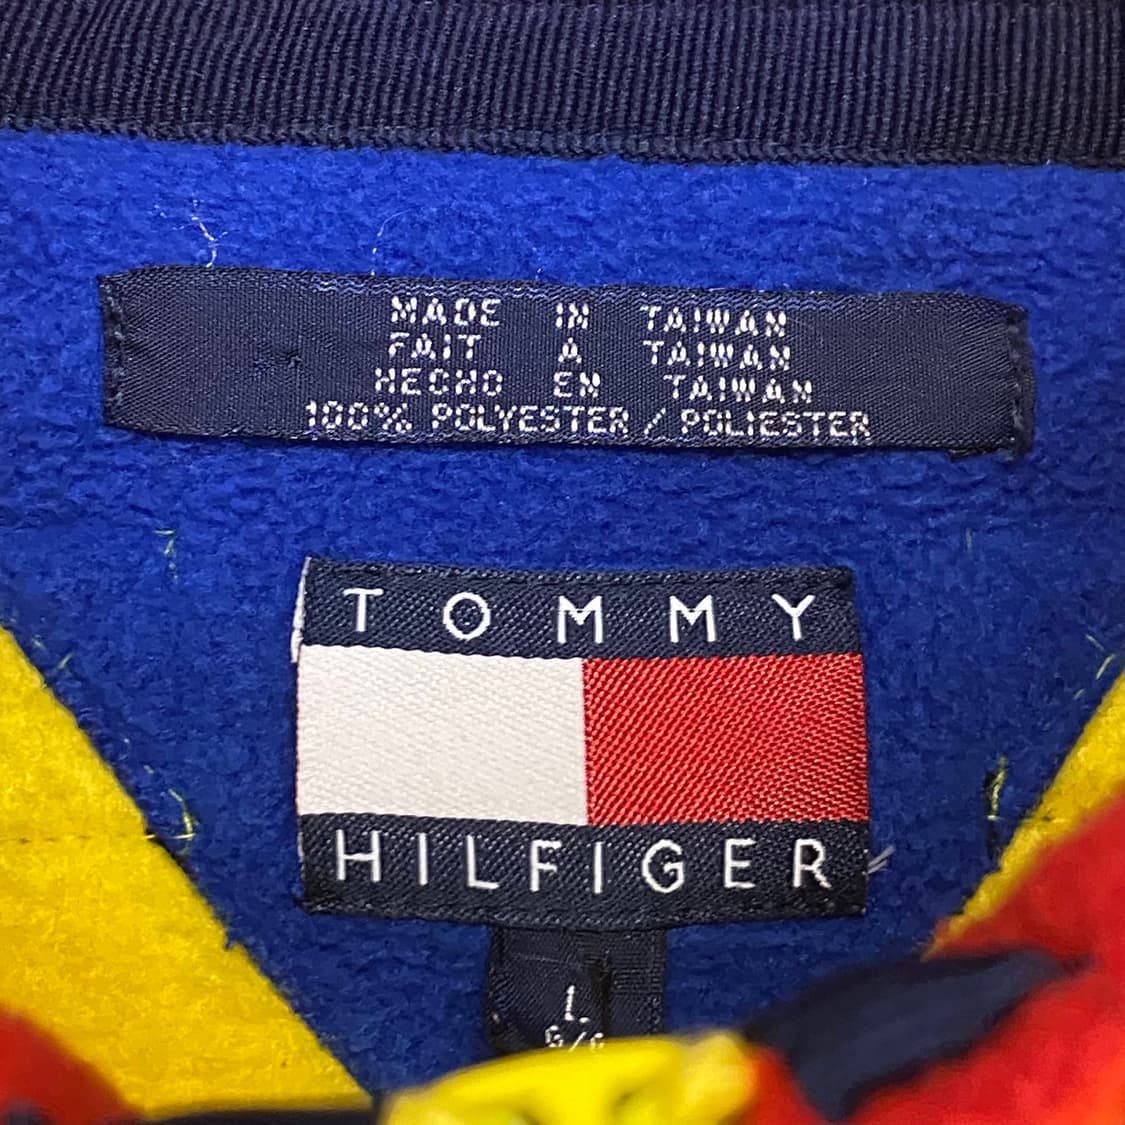 MADE IN TAIWAN
FAIT A TAIWAN
HECHO EN TAIWAN
100% POLYESTER / POLIESTER
TOMMY
HILFIGER
L
G/G